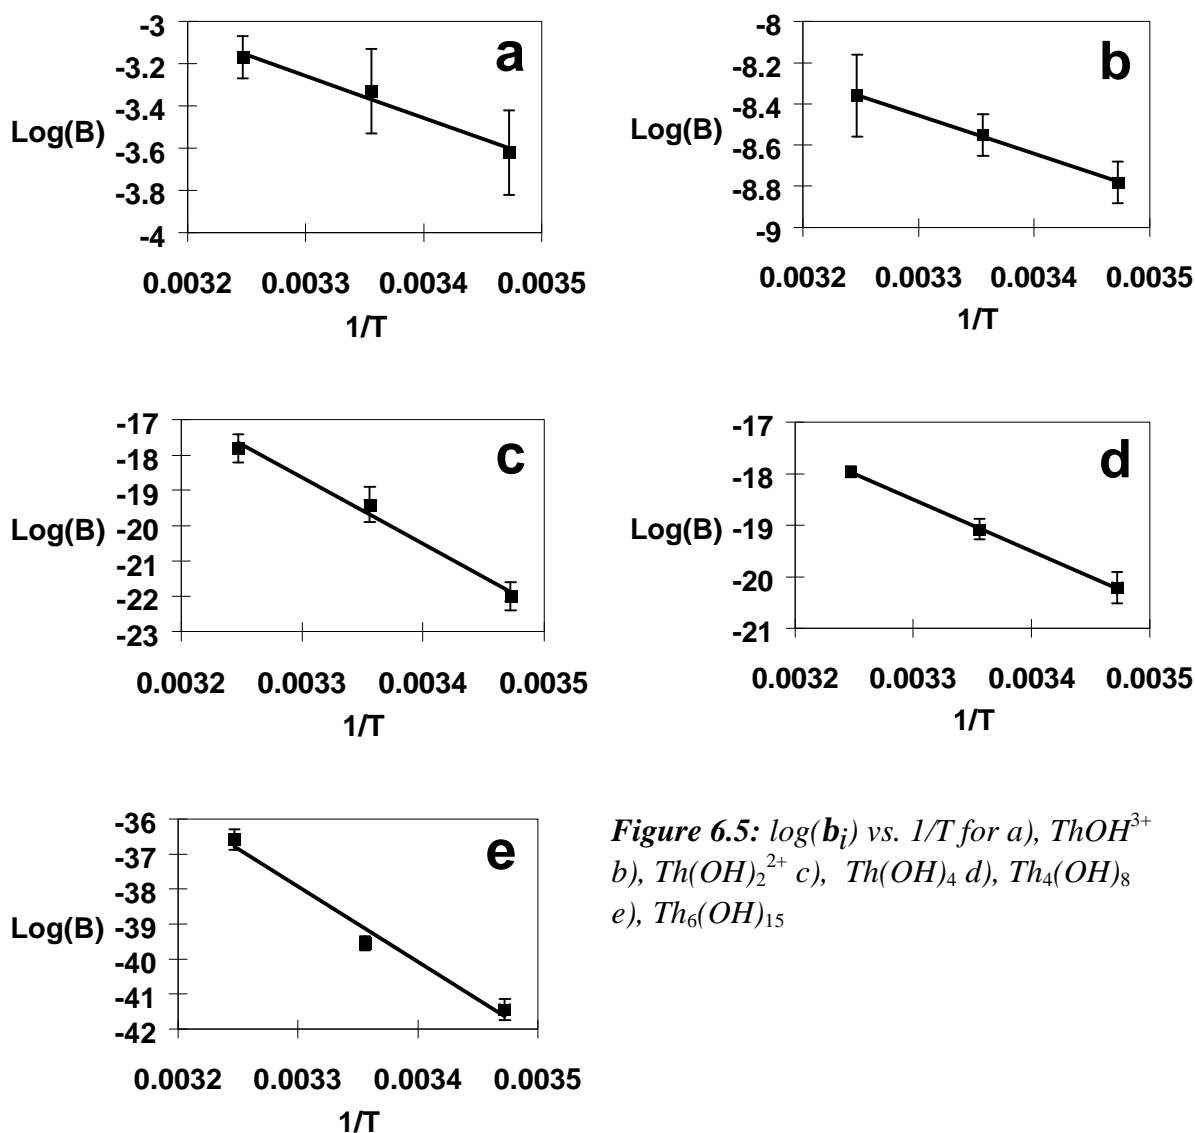 -3
-3.2
-3.4
-3.6
-3.8
-4
Log(B)
a
0.0032 0.0033 0.0034 0.0035
1/T
-8
-8.2
-8.4
-8.6
-8.8
-9
Log(B)
b
0.0032 0.0033 0.0034 0.0035
1/T
-17
-18
-19
-20
-21
-22
-23
Log(B)
c
0.0032 0.0033 0.0034 0.0035
1/T
-17
-18
-19
-20
-21
Log(B)
d
0.0032 0.0033 0.0034 0.0035
1/T
-36
-37
-38
-39
-40
-41
-42
Log(B)
e
0.0032 0.0033 0.0034 0.0035
1/T
Figure 6.5: log(bᵢ) vs. 1/T for a), ThOH³⁺
b), Th(OH)₂²⁺ c), Th(OH)₄ d), Th₄(OH)₈
e), Th₆(OH)₁₅